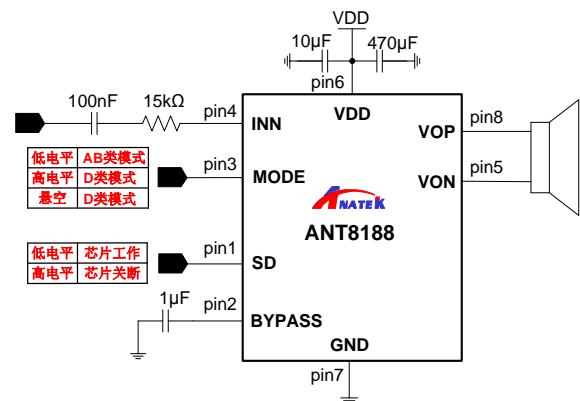 VDD
10μF
470μF
pin6
100nF
15kΩ
pin4
INN
VDD
VOP
pin8
低电平 AB类模式
高电平 D类模式
悬空 D类模式
pin3
MODE
VON
pin5
ANATEK
ANT8188
低电平 芯片工作
高电平 芯片关断
pin1
SD
1μF
pin2
BYPASS
GND
pin7